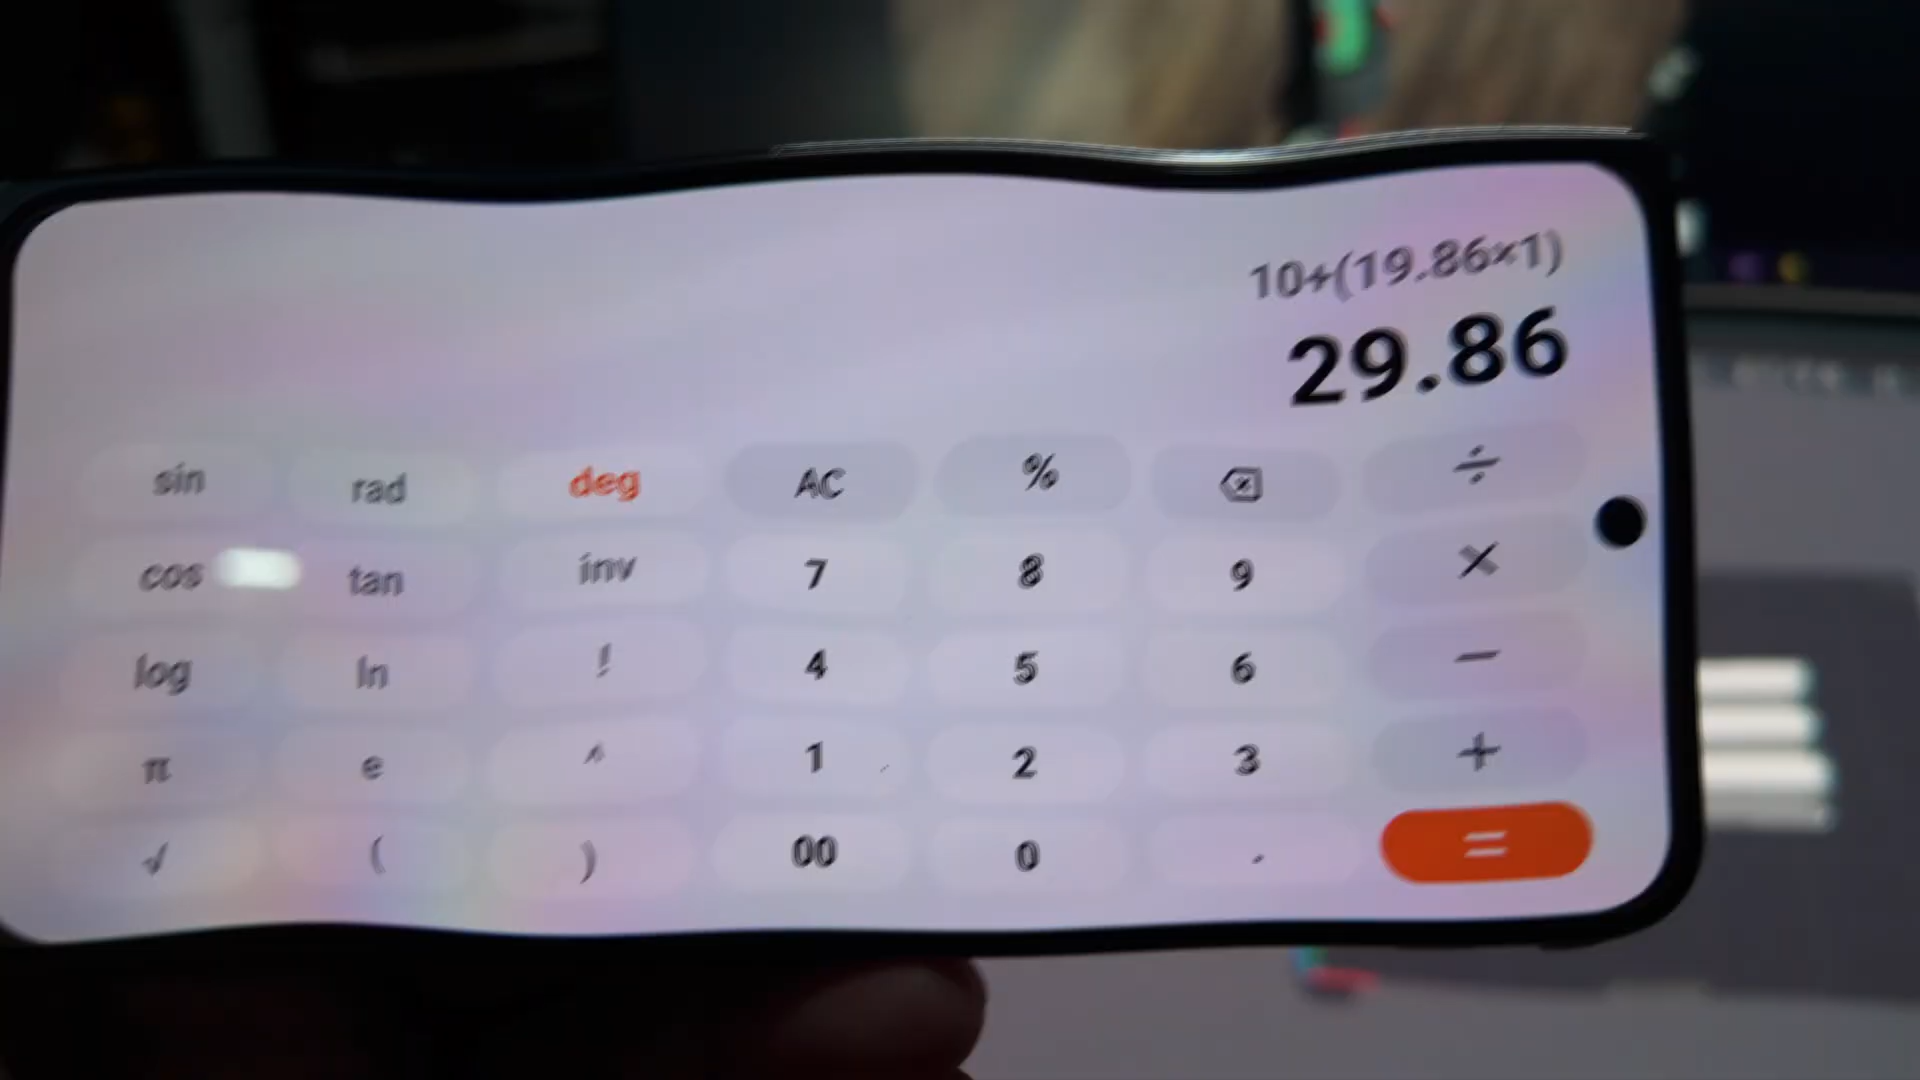 10+(19.86×1)
29.86
sin rad deg AC % ÷
cos tan inv 7 8 9 ×
log ln ! 4 5 6 −
π e ^ 1 2 3 +
√ ( ) 00 0 . =